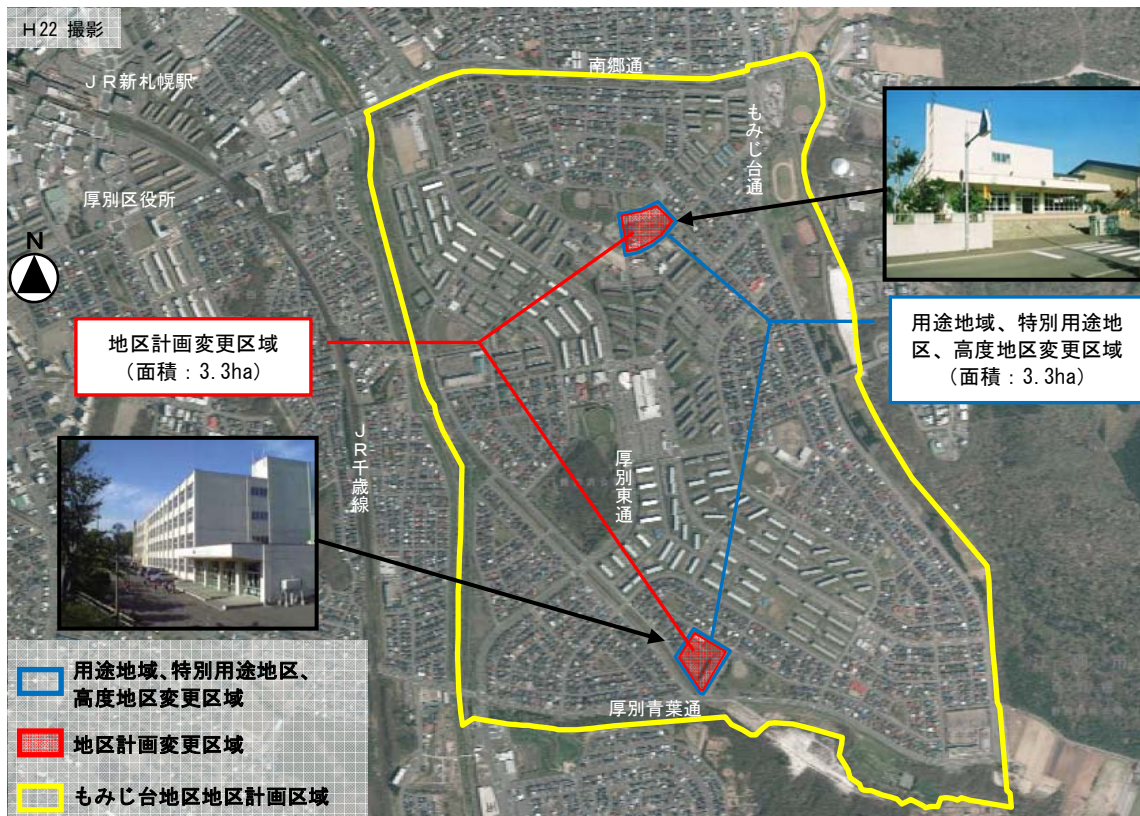 H22 撮影
JR新札幌駅
南郷通
もみじ台通
厚別区役所
N
地区計画変更区域
(面積:3.3ha)
用途地域、特別用途地
区、高度地区変更区域
(面積:3.3ha)
JR千歳線
厚別東通
厚別青葉通
用途地域、特別用途地区、
高度地区変更区域
地区計画変更区域
もみじ台地区地区計画区域